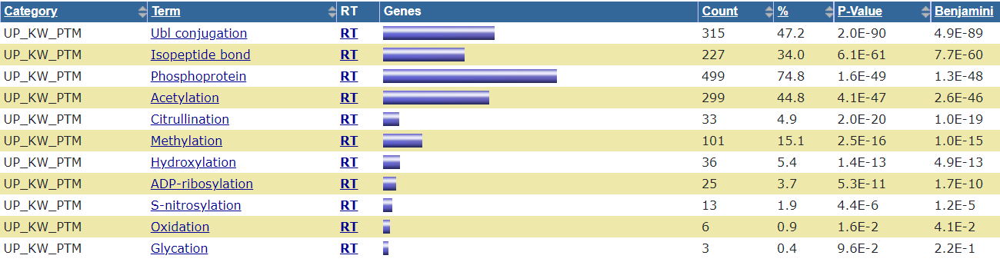 Category Term RT Genes Count % P-Value Benjamini
UP_KW_PTM Ubl conjugation RT 315 47.2 2.0E-90 4.9E-89
UP_KW_PTM Isopeptide bond RT 227 34.0 6.1E-61 7.7E-60
UP_KW_PTM Phosphoprotein RT 499 74.8 1.6E-49 1.3E-48
UP_KW_PTM Acetylation RT 299 44.8 4.1E-47 2.6E-46
UP_KW_PTM Citrullination RT 33 4.9 2.0E-20 1.0E-19
UP_KW_PTM Methylation RT 101 15.1 2.5E-16 1.0E-15
UP_KW_PTM Hydroxylation RT 36 5.4 1.4E-13 4.9E-13
UP_KW_PTM ADP-ribosylation RT 25 3.7 5.3E-11 1.7E-10
UP_KW_PTM S-nitrosylation RT 13 1.9 4.4E-6 1.2E-5
UP_KW_PTM Oxidation RT 6 0.9 1.6E-2 4.1E-2
UP_KW_PTM Glycation RT 3 0.4 9.6E-2 2.2E-1